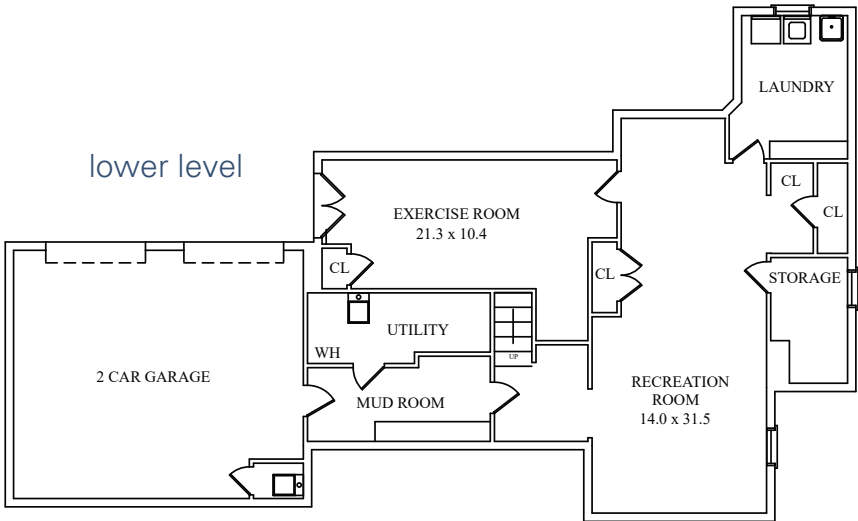 LAUNDRY
lower level
CL
CL
EXERCISE ROOM
21.3 x 10.4
CL
CL
STORAGE
UTILITY
WH
UP
2 CAR GARAGE
MUD ROOM
RECREATION
ROOM
14.0 x 31.5